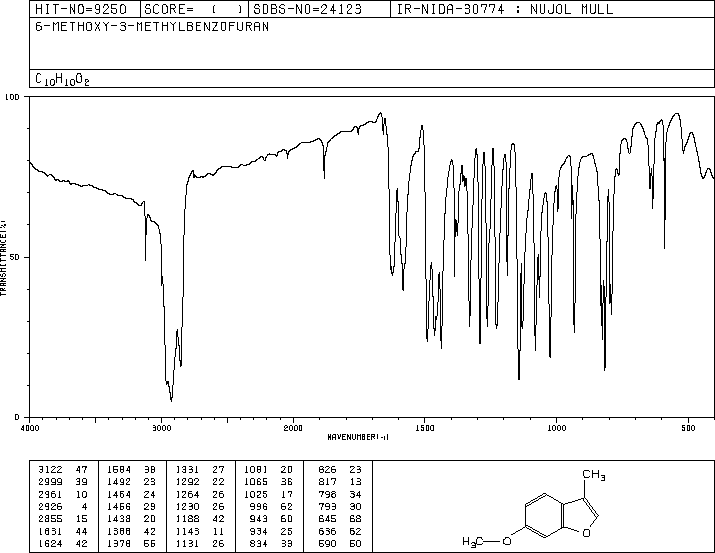 HIT-NO=9250 SCORE= ( ) SDBS-NO=24123 IR-NIDA-30774 : NUJOL MULL
6-METHOXY-3-METHYLBENZOFURAN
C10H10O2
100
50
0
TRANSMITTANCE(%)
4000 3000 2000 1500 1000 500
WAVENUMBER(-1)
3122 47 1584 38 1331 27 1081 20 826 23
2999 39 1492 23 1292 22 1065 36 817 13
2961 10 1464 24 1264 26 1025 17 798 34
2926 4 1456 29 1230 26 996 62 793 30
2855 15 1438 20 1188 42 943 60 645 68
1631 44 1388 42 1143 11 934 25 636 62
1624 42 1378 55 1131 26 834 39 590 50
CH3
O
H3C O